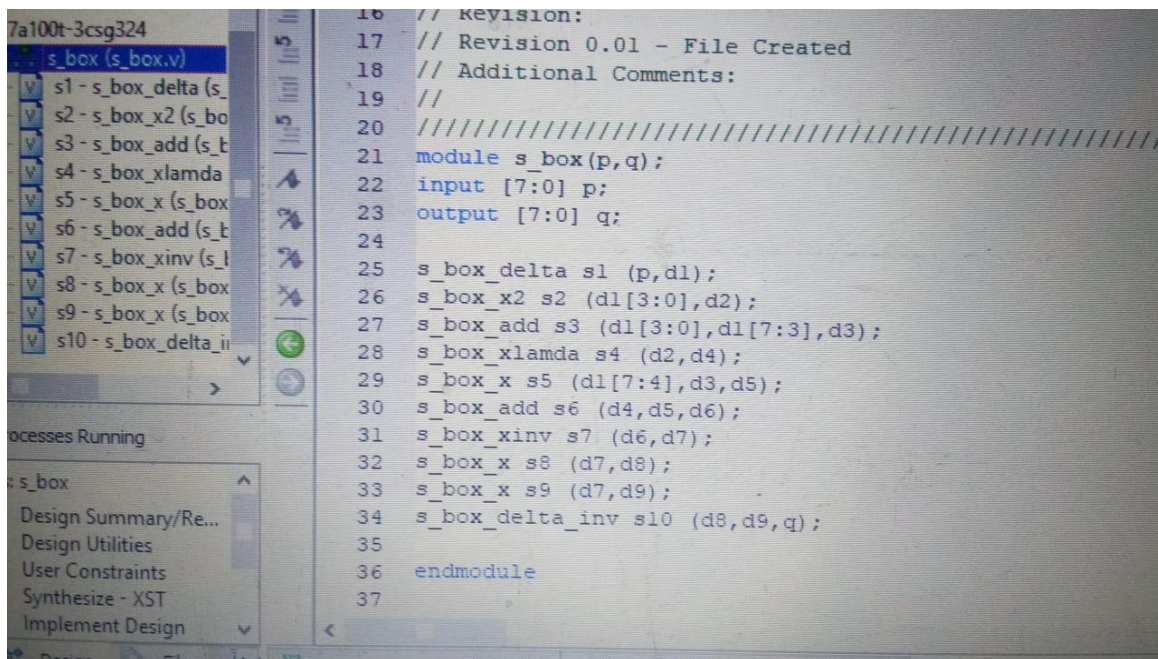 7a100t-3csg324
s_box (s_box.v)
s1 - s_box_delta (s_
s2 - s_box_x2 (s_bo
s3 - s_box_add (s_b
s4 - s_box_xlamda
s5 - s_box_x (s_box
s6 - s_box_add (s_b
s7 - s_box_xinv (s_b
s8 - s_box_x (s_box
s9 - s_box_x (s_box
s10 - s_box_delta_in
ocesses Running
: s_box
Design Summary/Re...
Design Utilities
User Constraints
Synthesize - XST
Implement Design
16 // Revision:
17 // Revision 0.01 - File Created
18 // Additional Comments:
19 //
20 ////////////////////////////////////////////////////
21 module s_box(p,q);
22 input [7:0] p;
23 output [7:0] q;
24
25 s_box_delta s1 (p,d1);
26 s_box_x2 s2 (d1[3:0],d2);
27 s_box_add s3 (d1[3:0],d1[7:3],d3);
28 s_box_xlamda s4 (d2,d4);
29 s_box_x s5 (d1[7:4],d3,d5);
30 s_box_add s6 (d4,d5,d6);
31 s_box_xinv s7 (d6,d7);
32 s_box_x s8 (d7,d8);
33 s_box_x s9 (d7,d9);
34 s_box_delta_inv s10 (d8,d9,q);
35
36 endmodule
37